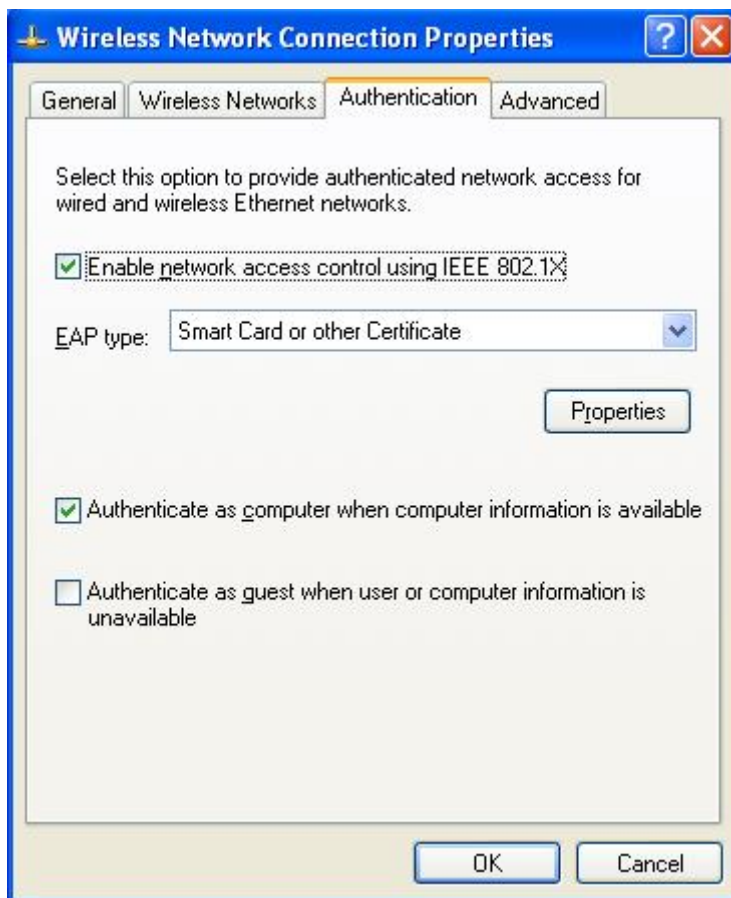 Wireless Network Connection Properties
?
General
Wireless Networks
Authentication
Advanced
Select this option to provide authenticated network access for
wired and wireless Ethernet networks.
Enable network access control using IEEE 802.1X
EAP type:
Smart Card or other Certificate
Properties
Authenticate as computer when computer information is available
Authenticate as guest when user or computer information is
unavailable
OK
Cancel